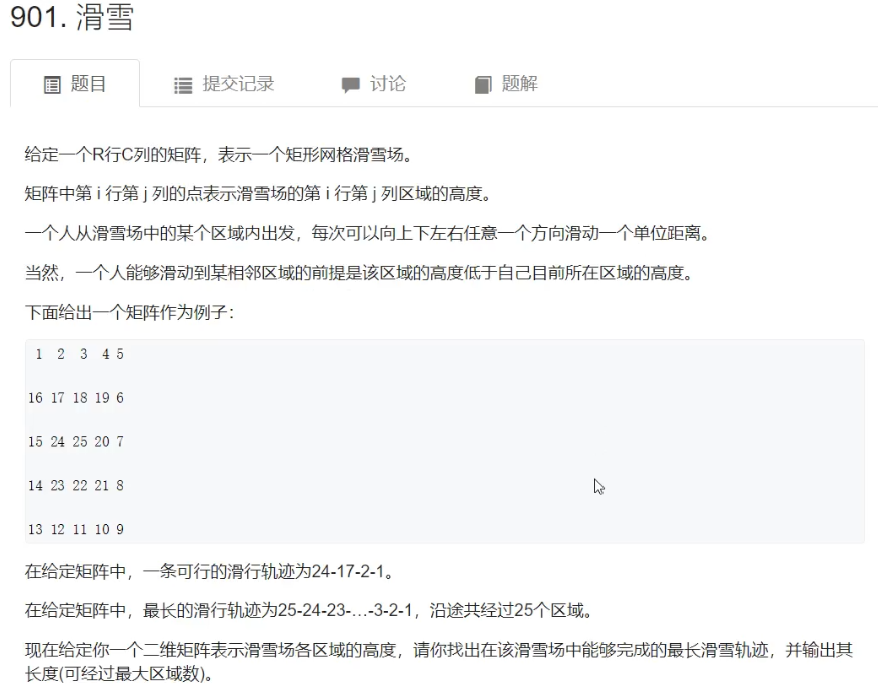 901. 滑雪
题目 提交记录 讨论 题解
给定一个R行C列的矩阵，表示一个矩形网格滑雪场。
矩阵中第 i 行第 j 列的点表示滑雪场的第 i 行第 j 列区域的高度。
一个人从滑雪场中的某个区域内出发，每次可以向上下左右任意一个方向滑动一个单位距离。
当然，一个人能够滑动到某相邻区域的前提是该区域的高度低于自己目前所在区域的高度。
下面给出一个矩阵作为例子：
1 2 3 4 5
16 17 18 19 6
15 24 25 20 7
14 23 22 21 8
13 12 11 10 9
在给定矩阵中，一条可行的滑行轨迹为24-17-2-1。
在给定矩阵中，最长的滑行轨迹为25-24-23-…-3-2-1，沿途共经过25个区域。
现在给定你一个二维矩阵表示滑雪场各区域的高度，请你找出在该滑雪场中能够完成的最长滑雪轨迹，并输出其
长度(可经过最大区域数)。